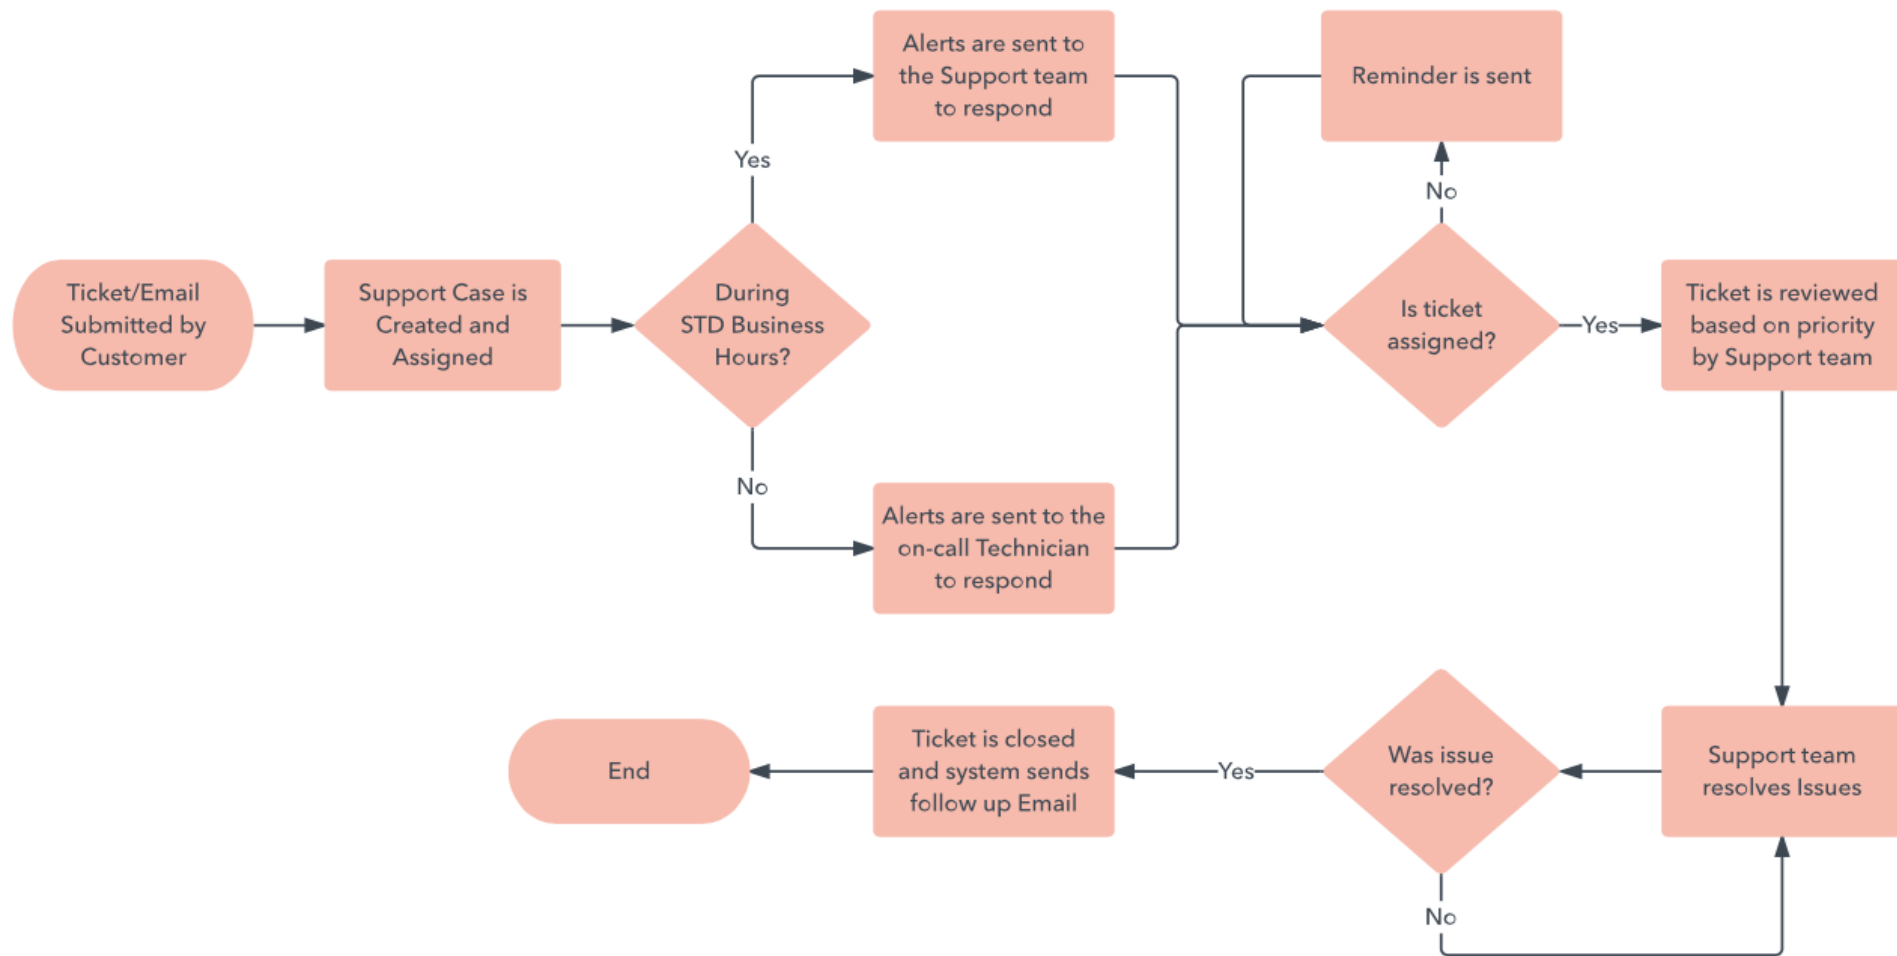 Ticket/Email
Submitted by
Customer
Support Case is
Created and
Assigned
During
STD Business
Hours?
Yes
Alerts are sent to
the Support team
to respond
No
Alerts are sent to the
on-call Technician
to respond
Is ticket
assigned?
No
Reminder is sent
Yes
Ticket is reviewed
based on priority
by Support team
Support team
resolves Issues
Was issue
resolved?
No
Yes
Ticket is closed
and system sends
follow up Email
End